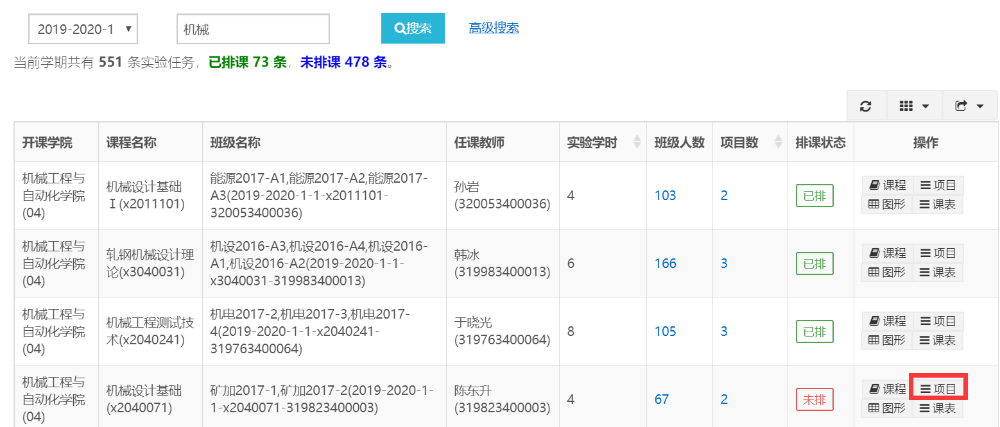 2019-2020-1 机械 搜索 高级搜索
当前学期共有 551 条实验任务，已排课 73 条，未排课 478 条。
开课学院 课程名称 班级名称 任课教师 实验学时 班级人数 项目数 排课状态 操作
机械工程与
自动化学院
(04)
机械设计基础
Ⅰ(x2011101)
能源2017-A1,能源2017-A2,能源2017-
A3(2019-2020-1-1-x2011101-
320053400036)
孙岩
(320053400036)
4
103
2
已排
课程 项目
图形 课表
机械工程与
自动化学院
(04)
轧钢机械设计理
论(x3040031)
机设2016-A3,机设2016-A4,机设2016-
A1,机设2016-A2(2019-2020-1-1-
x3040031-319983400013)
韩冰
(319983400013)
6
166
3
已排
课程 项目
图形 课表
机械工程与
自动化学院
(04)
机械工程测试技
术(x2040241)
机电2017-2,机电2017-3,机电2017-
4(2019-2020-1-1-x2040241-
319763400064)
于晓光
(319763400064)
8
105
3
已排
课程 项目
图形 课表
机械工程与
自动化学院
(04)
机械设计基础
(x2040071)
矿加2017-1,矿加2017-2(2019-2020-1-
1-x2040071-319823400003)
陈东升
(319823400003)
4
67
2
未排
课程 项目
图形 课表